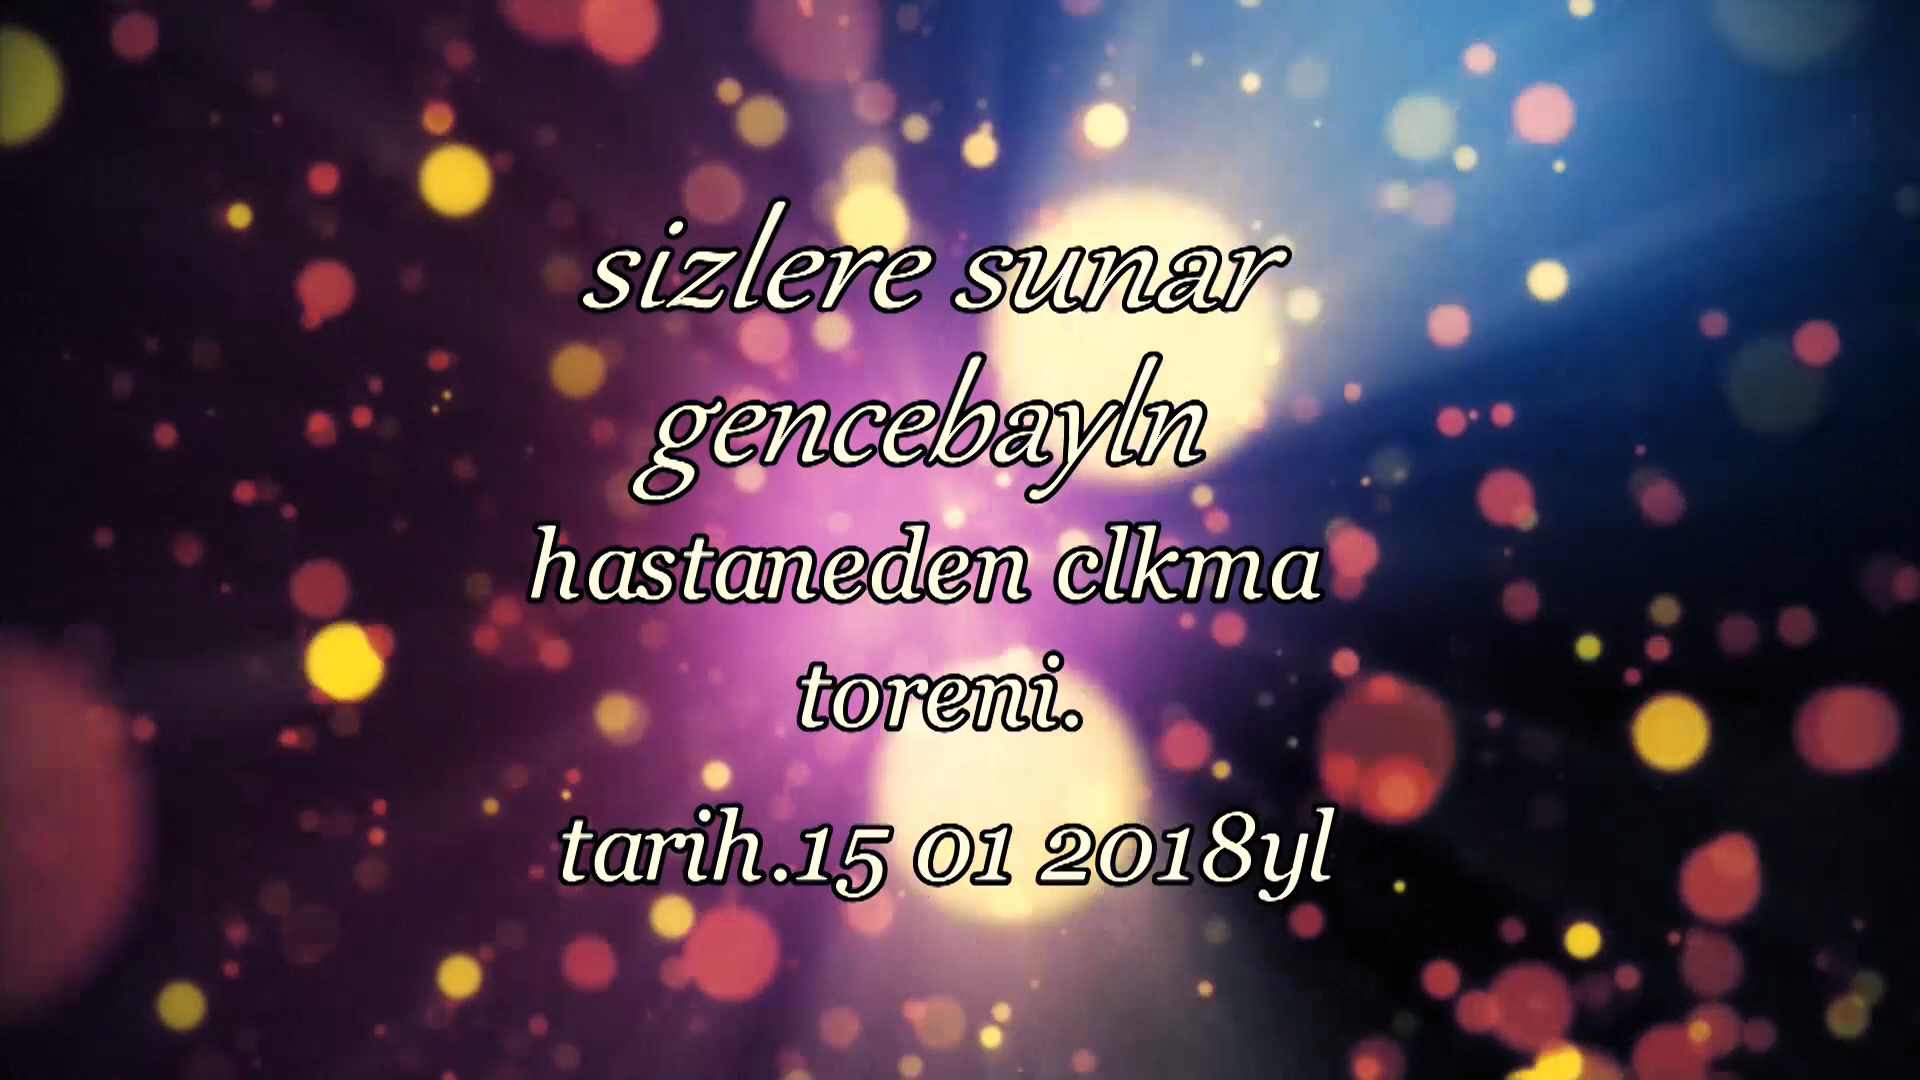 sizlere sunar
gencebayln
hastaneden clkma
toreni.
tarih.15 01 2018yl